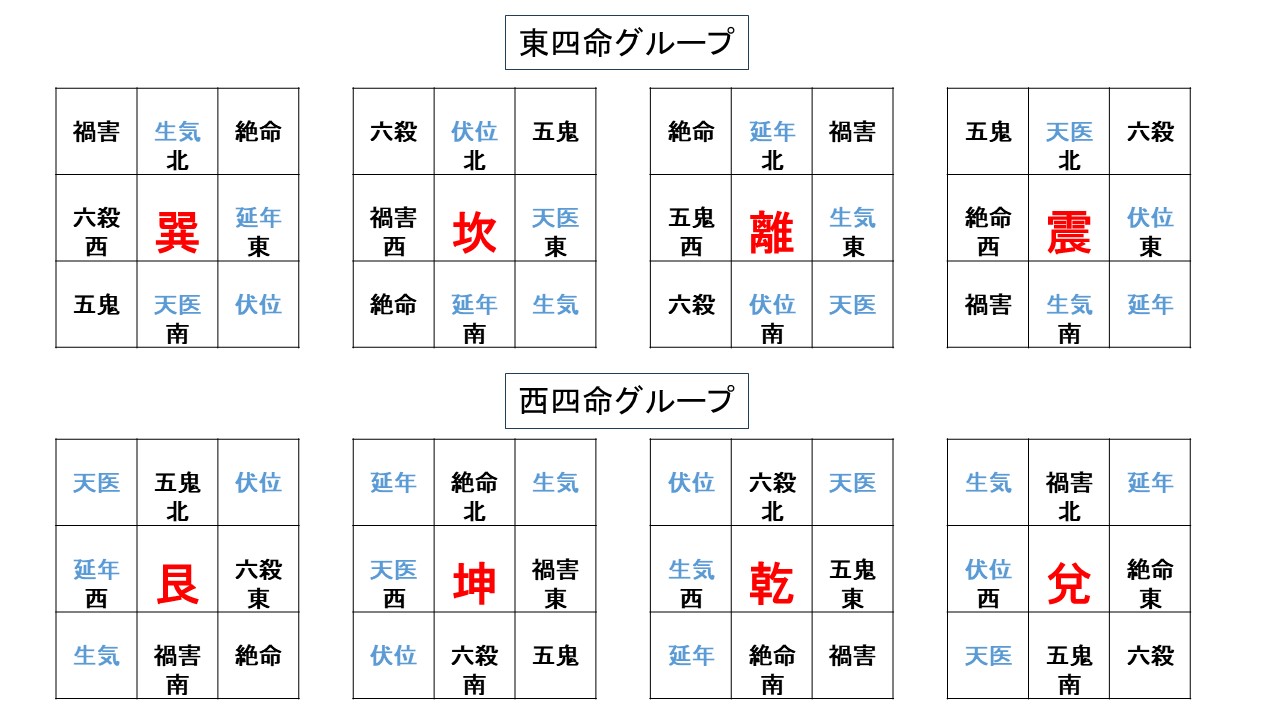 東四命グループ
禍害 生気 絶命
北
六殺 巽 延年
西 東
五鬼 天医 伏位
南
六殺 伏位 五鬼
北
禍害 坎 天医
西 東
絶命 延年 生気
南
絶命 延年 禍害
北
五鬼 離 生気
西 東
六殺 伏位 天医
南
五鬼 天医 六殺
北
絶命 震 伏位
西 東
禍害 生気 延年
南
西四命グループ
天医 五鬼 伏位
北
延年 艮 六殺
西 東
生気 禍害 絶命
南
延年 絶命 生気
北
天医 坤 禍害
西 東
伏位 六殺 五鬼
南
伏位 六殺 天医
北
生気 乾 五鬼
西 東
延年 絶命 禍害
南
生気 禍害 延年
北
伏位 兌 絶命
西 東
天医 五鬼 六殺
南